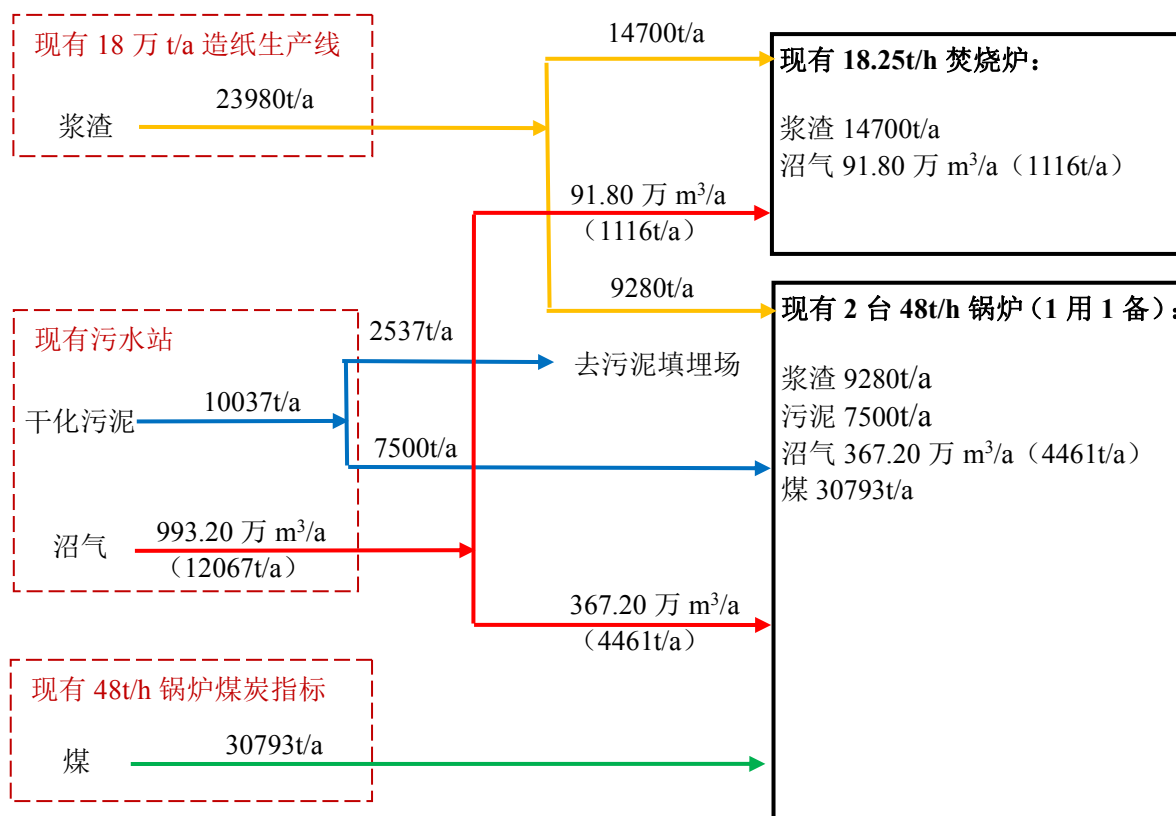 现有 18 万 t/a 造纸生产线
浆渣
23980t/a
14700t/a
91.80 万 m³/a
（1116t/a）
9280t/a
现有 18.25t/h 焚烧炉：
浆渣 14700t/a
沼气 91.80 万 m³/a（1116t/a）
现有污水站
干化污泥
10037t/a
2537t/a
去污泥填埋场
7500t/a
沼气
993.20 万 m³/a
（12067t/a）
367.20 万 m³/a
（4461t/a）
现有 2 台 48t/h 锅炉（1 用 1 备）：
浆渣 9280t/a
污泥 7500t/a
沼气 367.20 万 m³/a（4461t/a）
煤 30793t/a
现有 48t/h 锅炉煤炭指标
煤
30793t/a